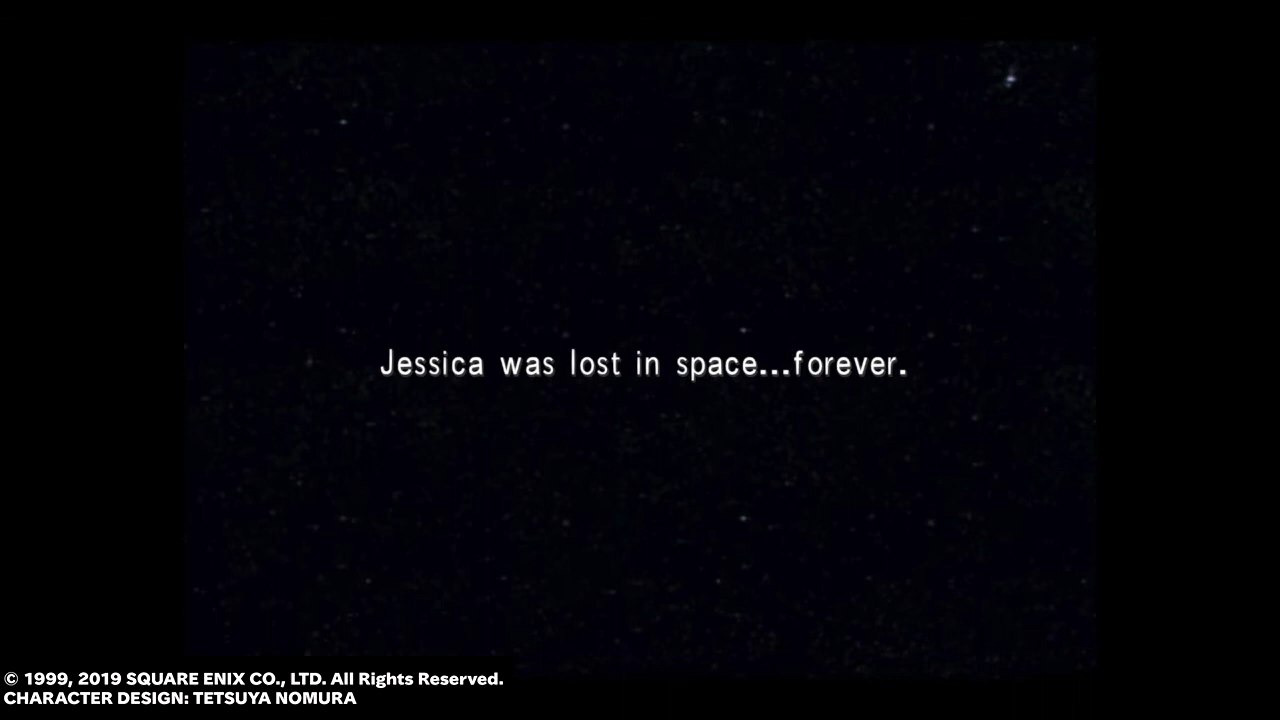 Jessica was lost in space...forever.
© 1999, 2019 SQUARE ENIX CO., LTD. All Rights Reserved.
CHARACTER DESIGN: TETSUYA NOMURA